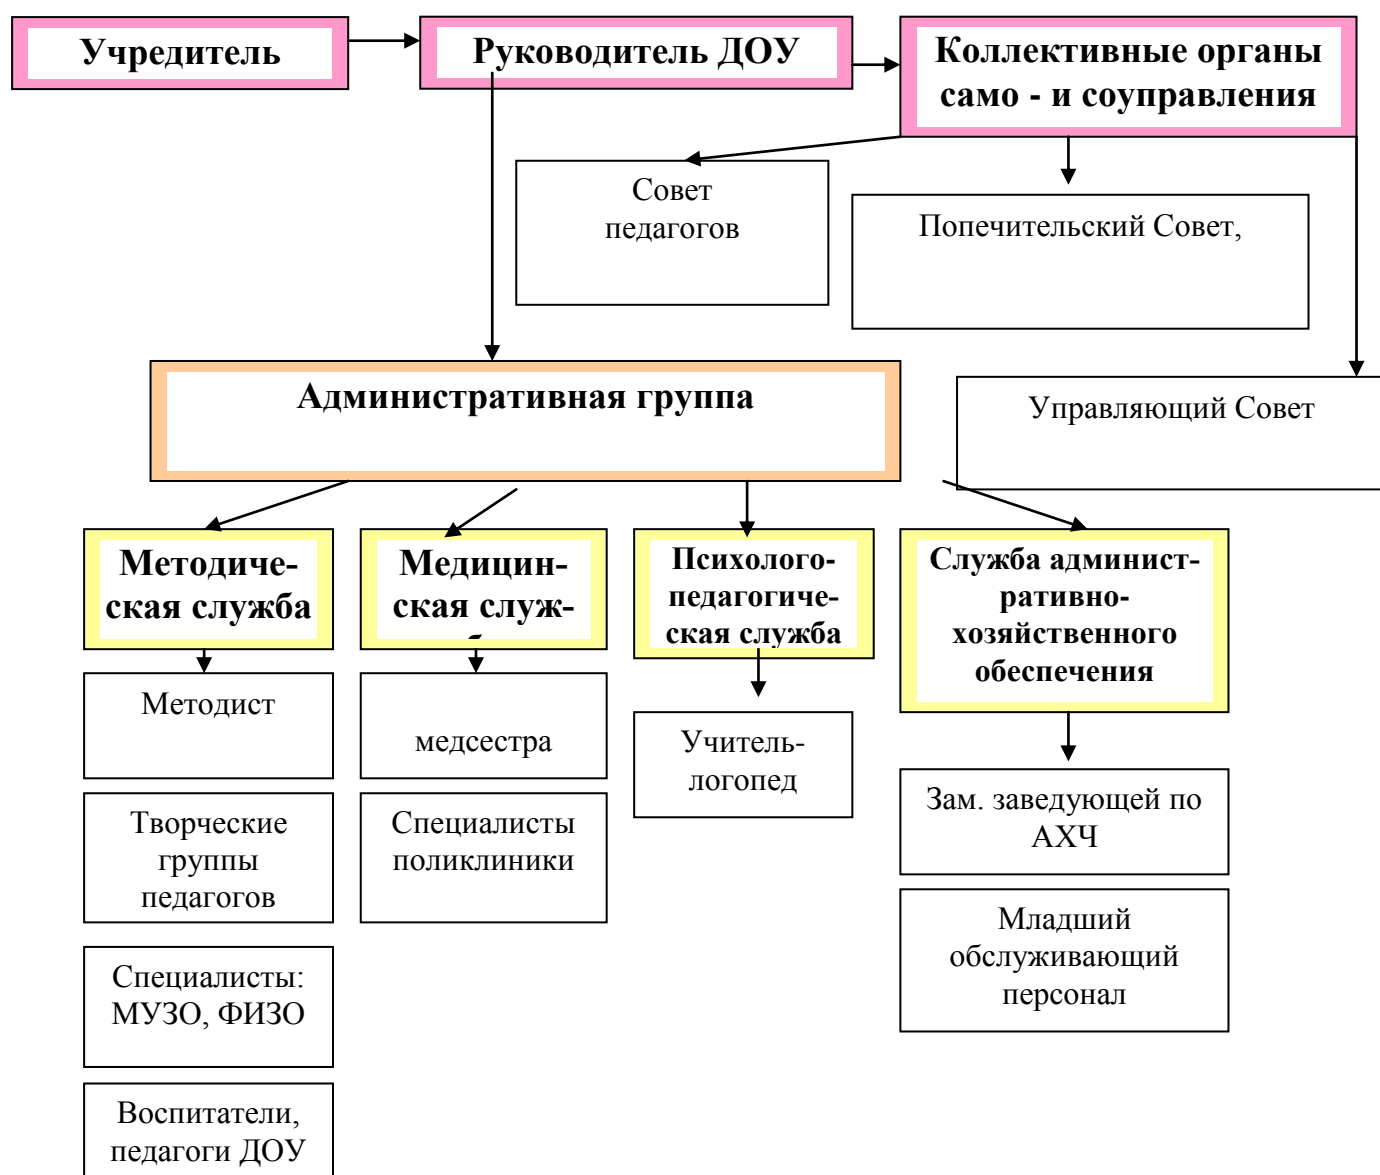 Учредитель
Руководитель ДОУ
Коллективные органы
само - и соуправления
Совет
педагогов
Попечительский Совет,
Административная группа
Управляющий Совет
Методиче-
ская служба
Медицин-
ская служ-
Психолого-
педагогиче-
ская служба
Служба админист-
ративно-
хозяйственного
обеспечения
Методист
медсестра
Учитель-
логопед
Зам. заведующей по
АХЧ
Творческие
группы
педагогов
Специалисты
поликлиники
Младший
обслуживающий
персонал
Специалисты:
МУЗО, ФИЗО
Воспитатели,
педагоги ДОУ